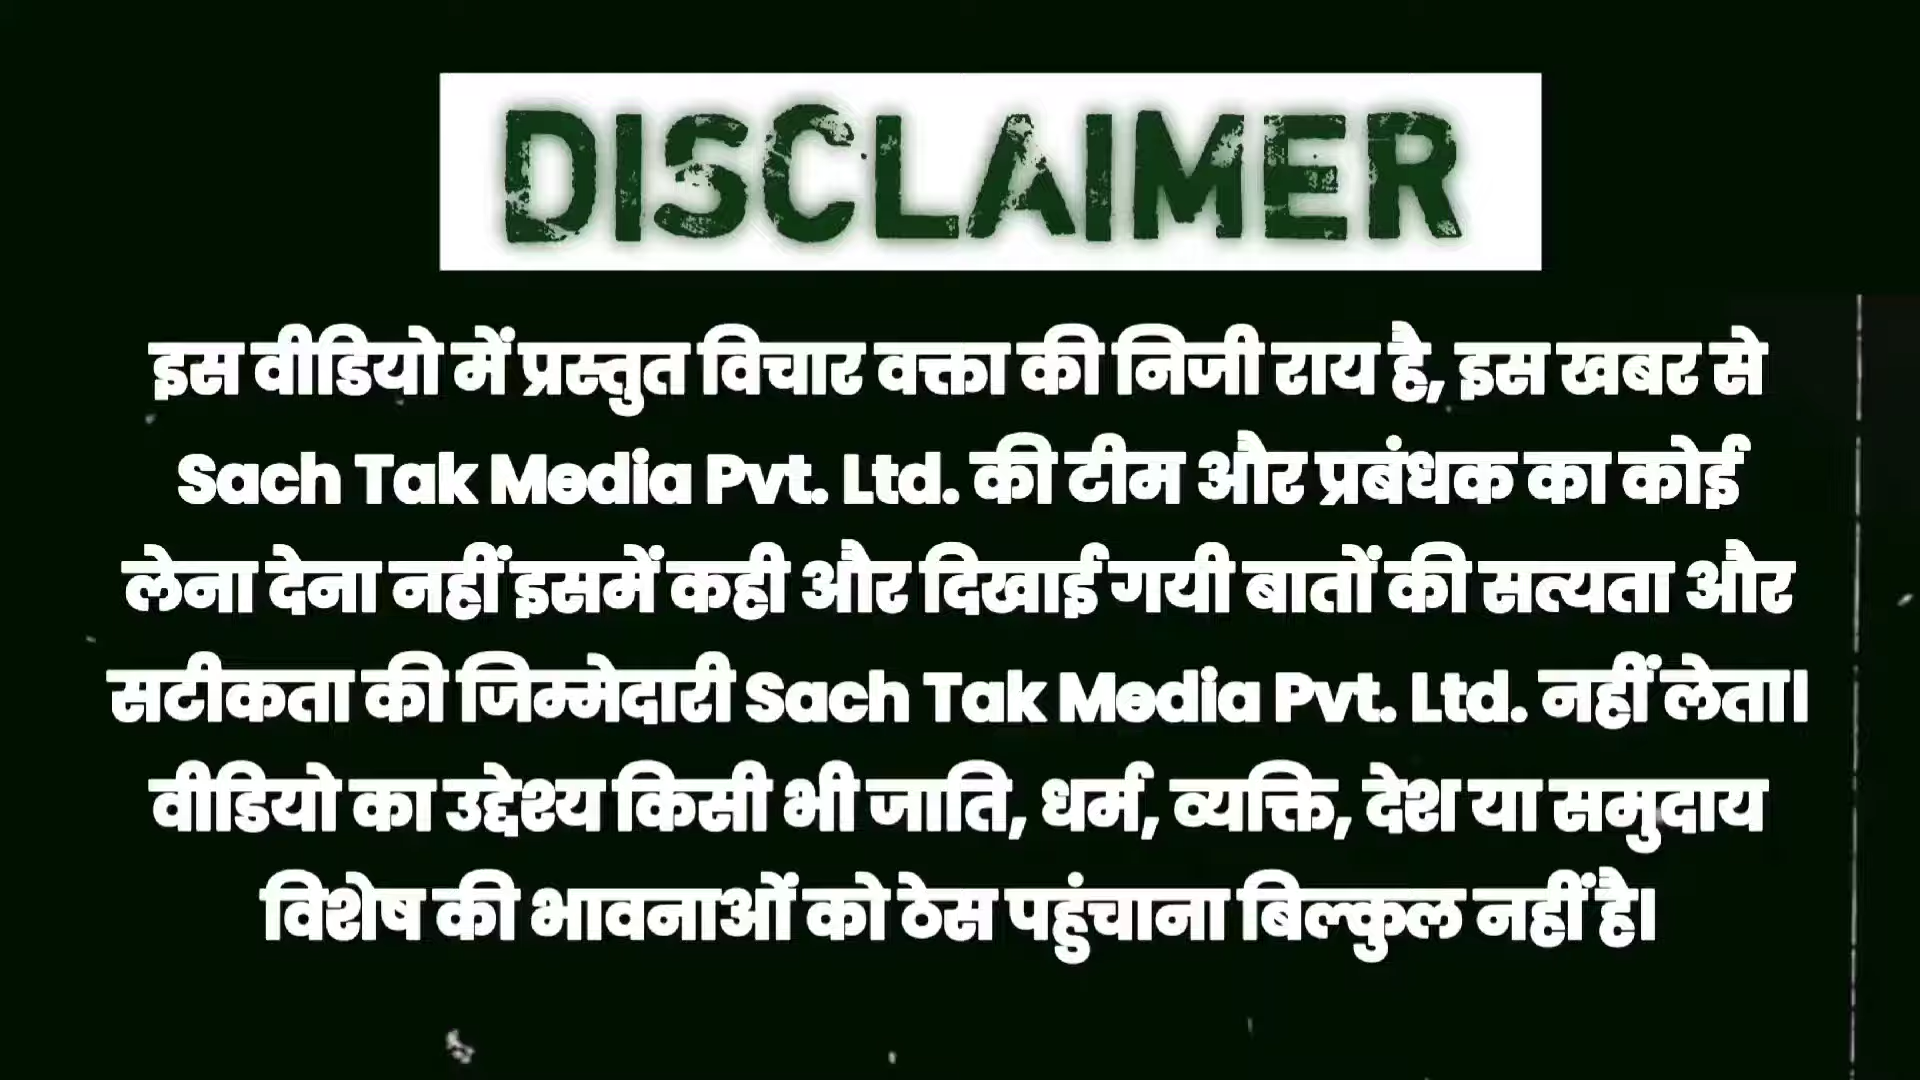 DISCLAIMER
इस वीडियो में प्रस्तुत विचार वक्ता की निजी राय है, इस खबर से
Sach Tak Media Pvt. Ltd. की टीम और प्रबंधक का कोई
लेना देना नहीं इसमें कही और दिखाई गयी बातों की सत्यता और
सटीकता की जिम्मेदारी Sach Tak Media Pvt. Ltd. नहीं लेता।
वीडियो का उद्देश्य किसी भी जाति, धर्म, व्यक्ति, देश या समुदाय
विशेष की भावनाओं को ठेस पहुंचाना बिल्कुल नहीं है।